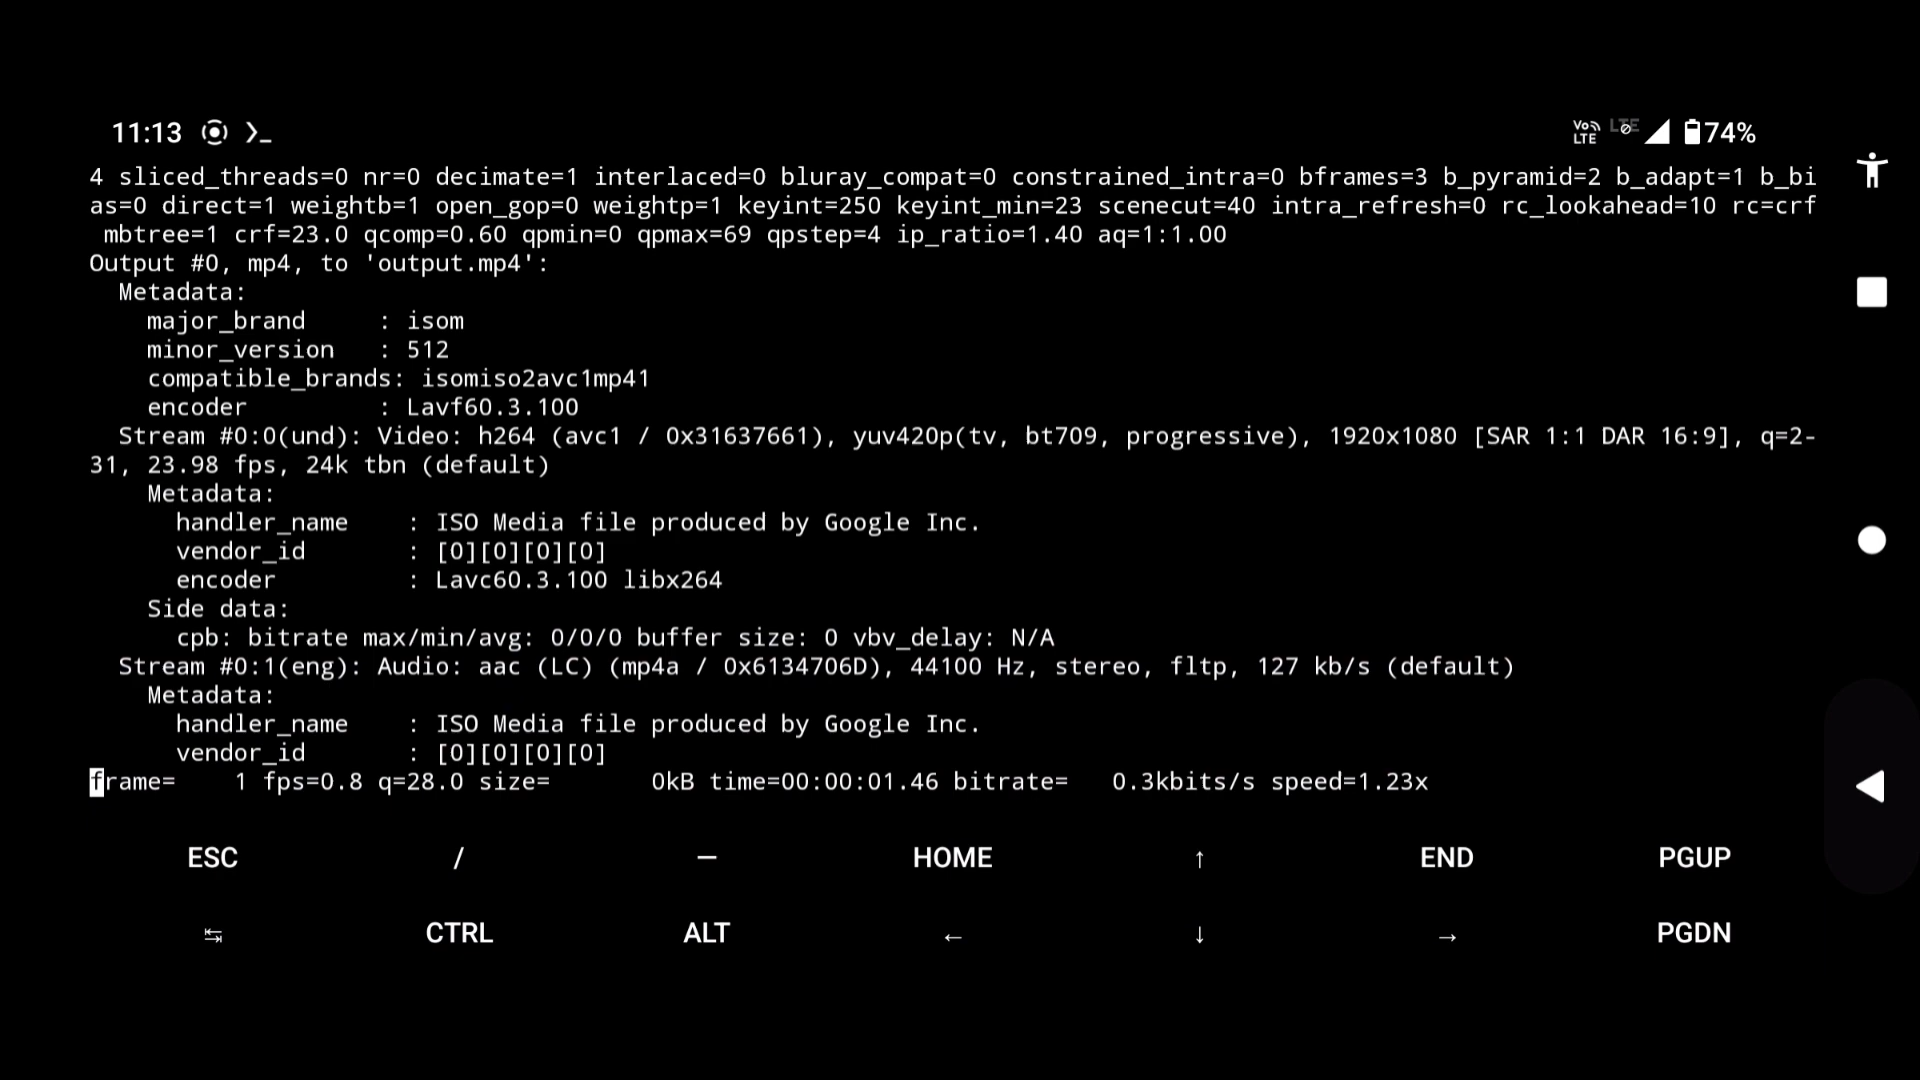 11:13 VoLTE LTE 74%
4 sliced_threads=0 nr=0 decimate=1 interlaced=0 bluray_compat=0 constrained_intra=0 bframes=3 b_pyramid=2 b_adapt=1 b_bi
as=0 direct=1 weightb=1 open_gop=0 weightp=1 keyint=250 keyint_min=23 scenecut=40 intra_refresh=0 rc_lookahead=10 rc=crf
 mbtree=1 crf=23.0 qcomp=0.60 qpmin=0 qpmax=69 qpstep=4 ip_ratio=1.40 aq=1:1.00
Output #0, mp4, to 'output.mp4':
  Metadata:
    major_brand     : isom
    minor_version   : 512
    compatible_brands: isomiso2avc1mp41
    encoder         : Lavf60.3.100
  Stream #0:0(und): Video: h264 (avc1 / 0x31637661), yuv420p(tv, bt709, progressive), 1920x1080 [SAR 1:1 DAR 16:9], q=2-
31, 23.98 fps, 24k tbn (default)
    Metadata:
      handler_name    : ISO Media file produced by Google Inc.
      vendor_id       : [0][0][0][0]
      encoder         : Lavc60.3.100 libx264
    Side data:
      cpb: bitrate max/min/avg: 0/0/0 buffer size: 0 vbv_delay: N/A
  Stream #0:1(eng): Audio: aac (LC) (mp4a / 0x6134706D), 44100 Hz, stereo, fltp, 127 kb/s (default)
    Metadata:
      handler_name    : ISO Media file produced by Google Inc.
      vendor_id       : [0][0][0][0]
frame=    1 fps=0.8 q=28.0 size=       0kB time=00:00:01.46 bitrate=   0.3kbits/s speed=1.23x
ESC / — HOME ↑ END PGUP
↹ CTRL ALT ← ↓ → PGDN